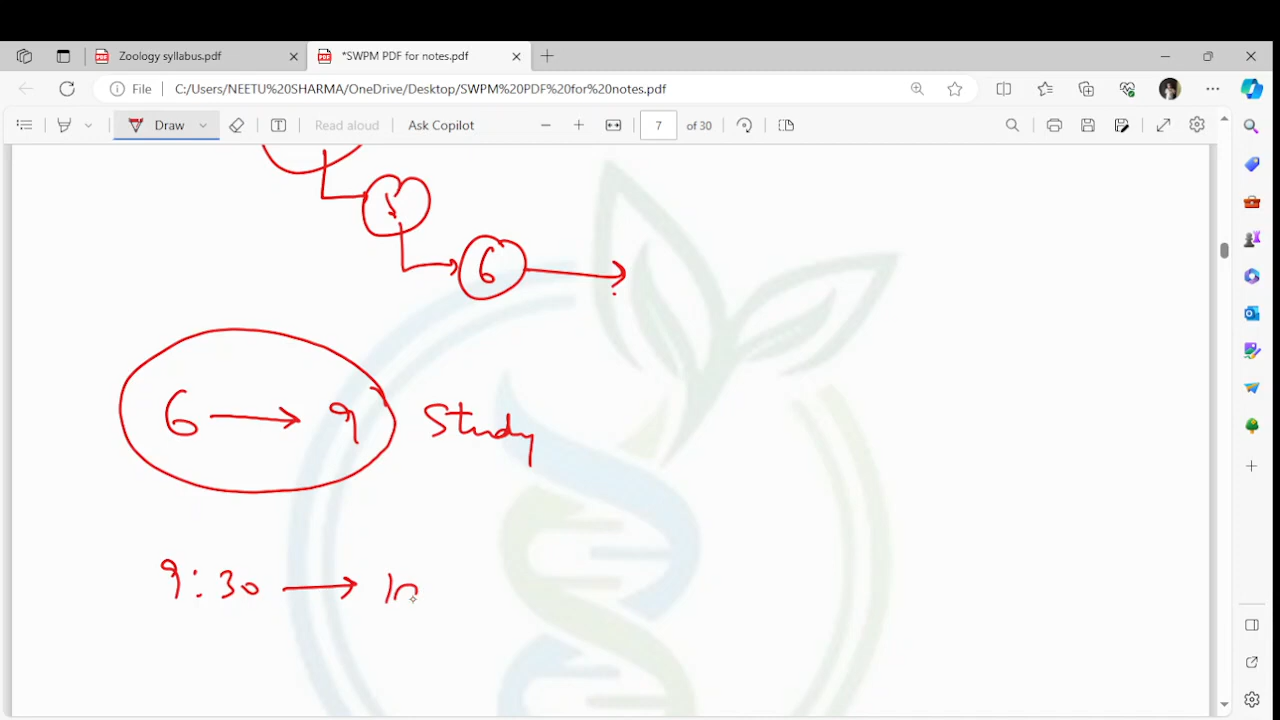 Zoology syllabus.pdf
*SWPM PDF for notes.pdf
File
C:/Users/NEETU%20SHARMA/OneDrive/Desktop/SWPM%20PDF%20for%20notes.pdf
Draw
Read aloud
Ask Copilot
7
of 30
5
6
6 → 9 Study
9:30 → 10